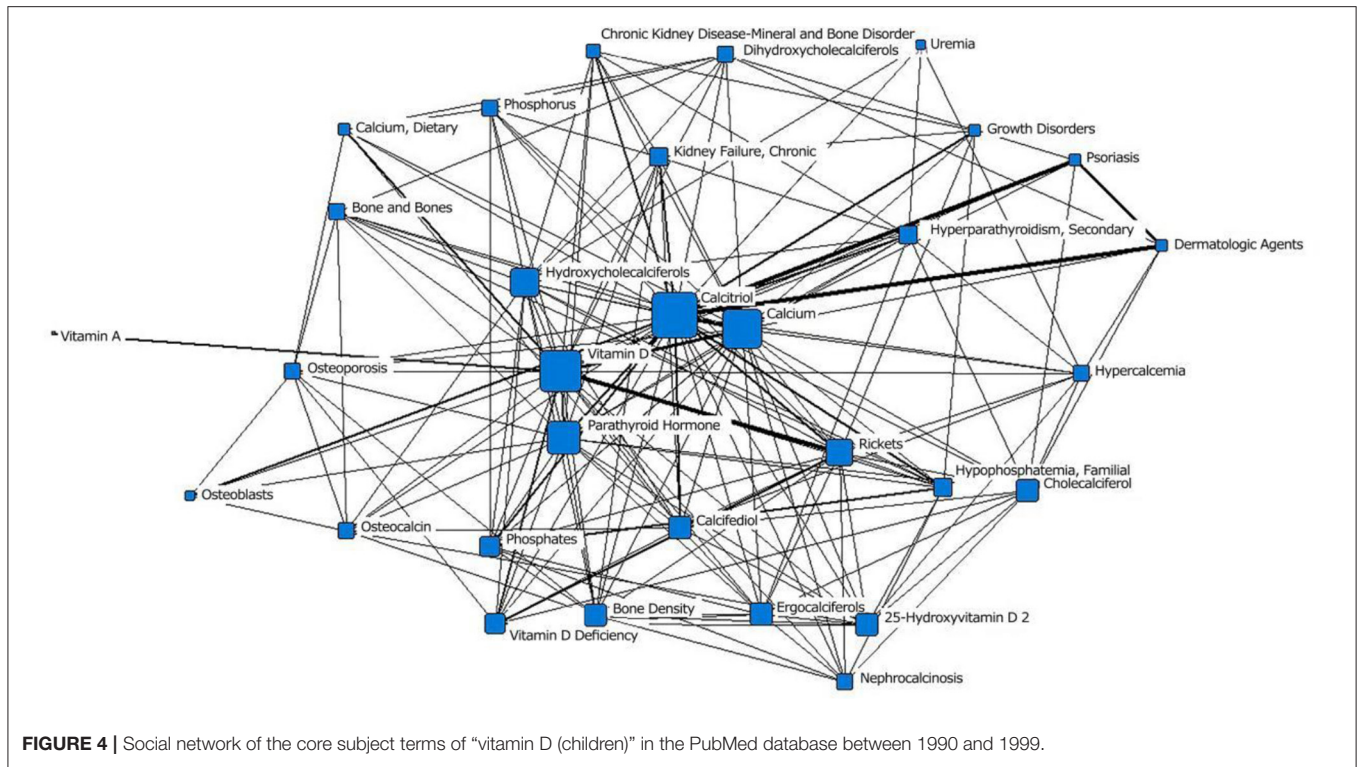 Chronic Kidney Disease-Mineral and Bone Disorder
Uremia
Dihydroxycholecalciferols
Phosphorus
Calcium, Dietary
Growth Disorders
Kidney Failure, Chronic
Psoriasis
Bone and Bones
Hyperparathyroidism, Secondary
Dermatologic Agents
Hydroxycholecalciferols
Calcitriol
Calcium
Vitamin A
Vitamin D
Osteoporosis
Hypercalcemia
Parathyroid Hormone
Rickets
Hypophosphatemia, Familial
Cholecalciferol
Osteoblasts
Osteocalcin
Calcifediol
Phosphates
Bone Density
Ergocalciferols
25-Hydroxyvitamin D 2
Vitamin D Deficiency
Nephrocalcinosis
FIGURE 4 | Social network of the core subject terms of “vitamin D (children)” in the PubMed database between 1990 and 1999.